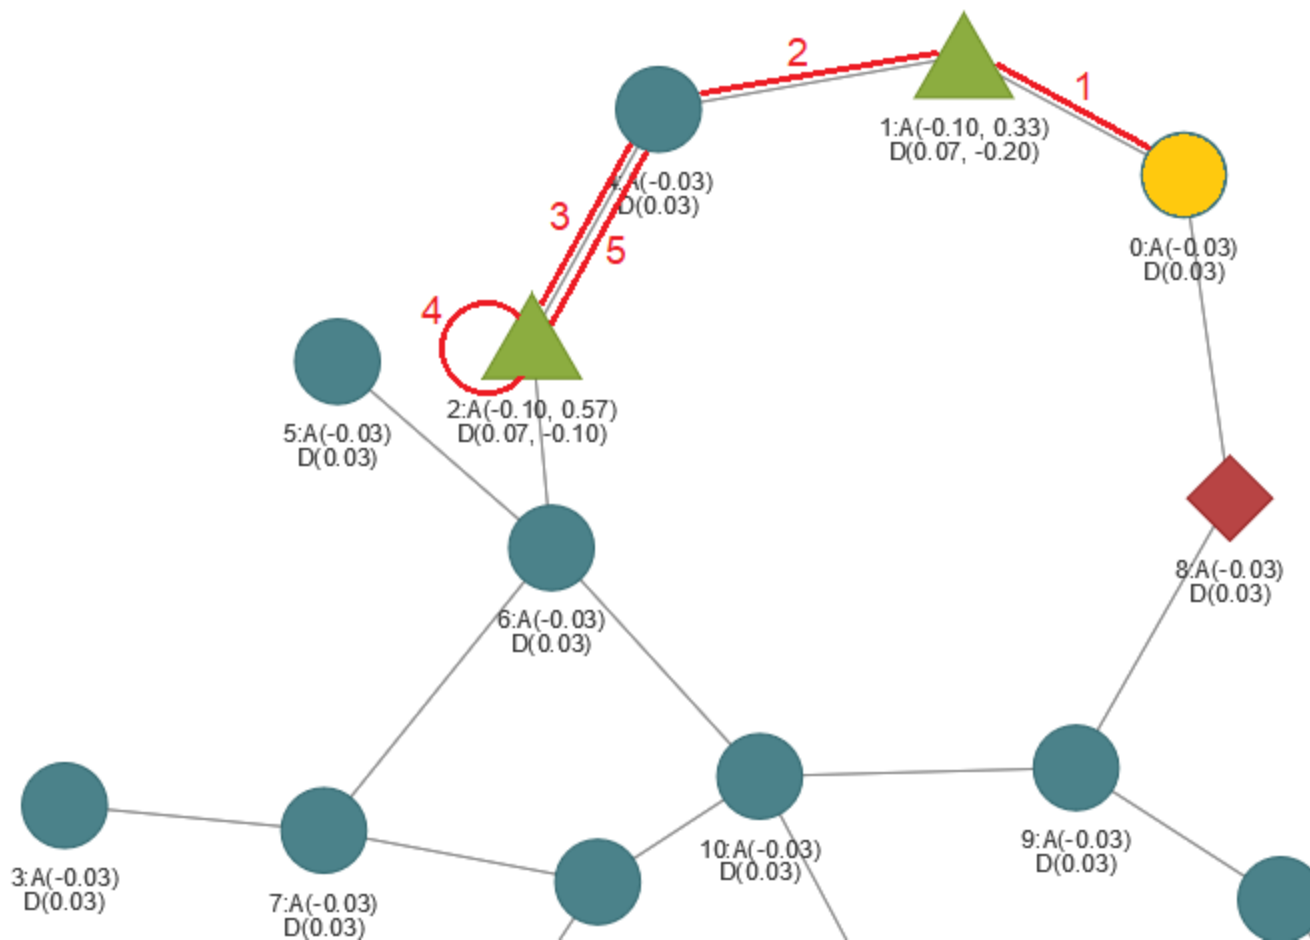 2
1
1:A(-0.10, 0.33)
D(0.07, -0.20)
4:A(-0.03)
D(0.03)
3
5
0:A(-0.03)
D(0.03)
4
2:A(-0.10, 0.57)
D(0.07, -0.10)
5:A(-0.03)
D(0.03)
8:A(-0.03)
D(0.03)
6:A(-0.03)
D(0.03)
10:A(-0.03)
D(0.03)
9:A(-0.03)
D(0.03)
3:A(-0.03)
D(0.03)
7:A(-0.03)
D(0.03)